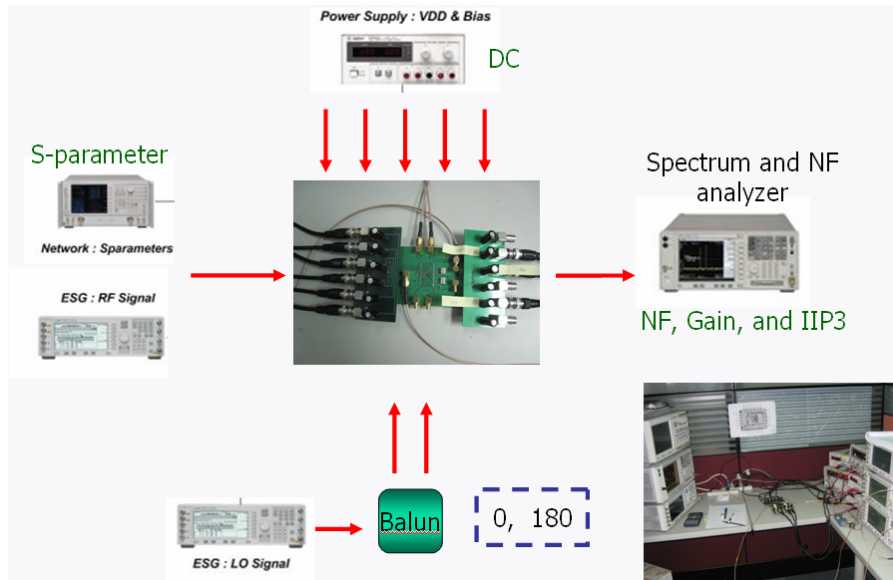 Power Supply : VDD & Bias
DC
S-parameter
Network : Sparameters
ESG : RF Signal
Spectrum and NF
analyzer
NF, Gain, and IIP3
Balun
0, 180
ESG : LO Signal